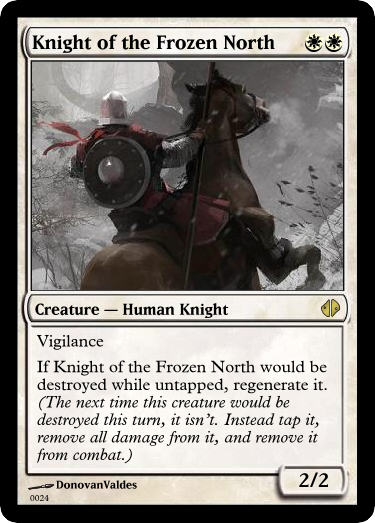 Knight of the Frozen North
Creature — Human Knight
Vigilance
If Knight of the Frozen North would be
destroyed while untapped, regenerate it.
(The next time this creature would be
destroyed this turn, it isn't. Instead tap it,
remove all damage from it, and remove it
from combat.)
2/2
DonovanValdes
0024